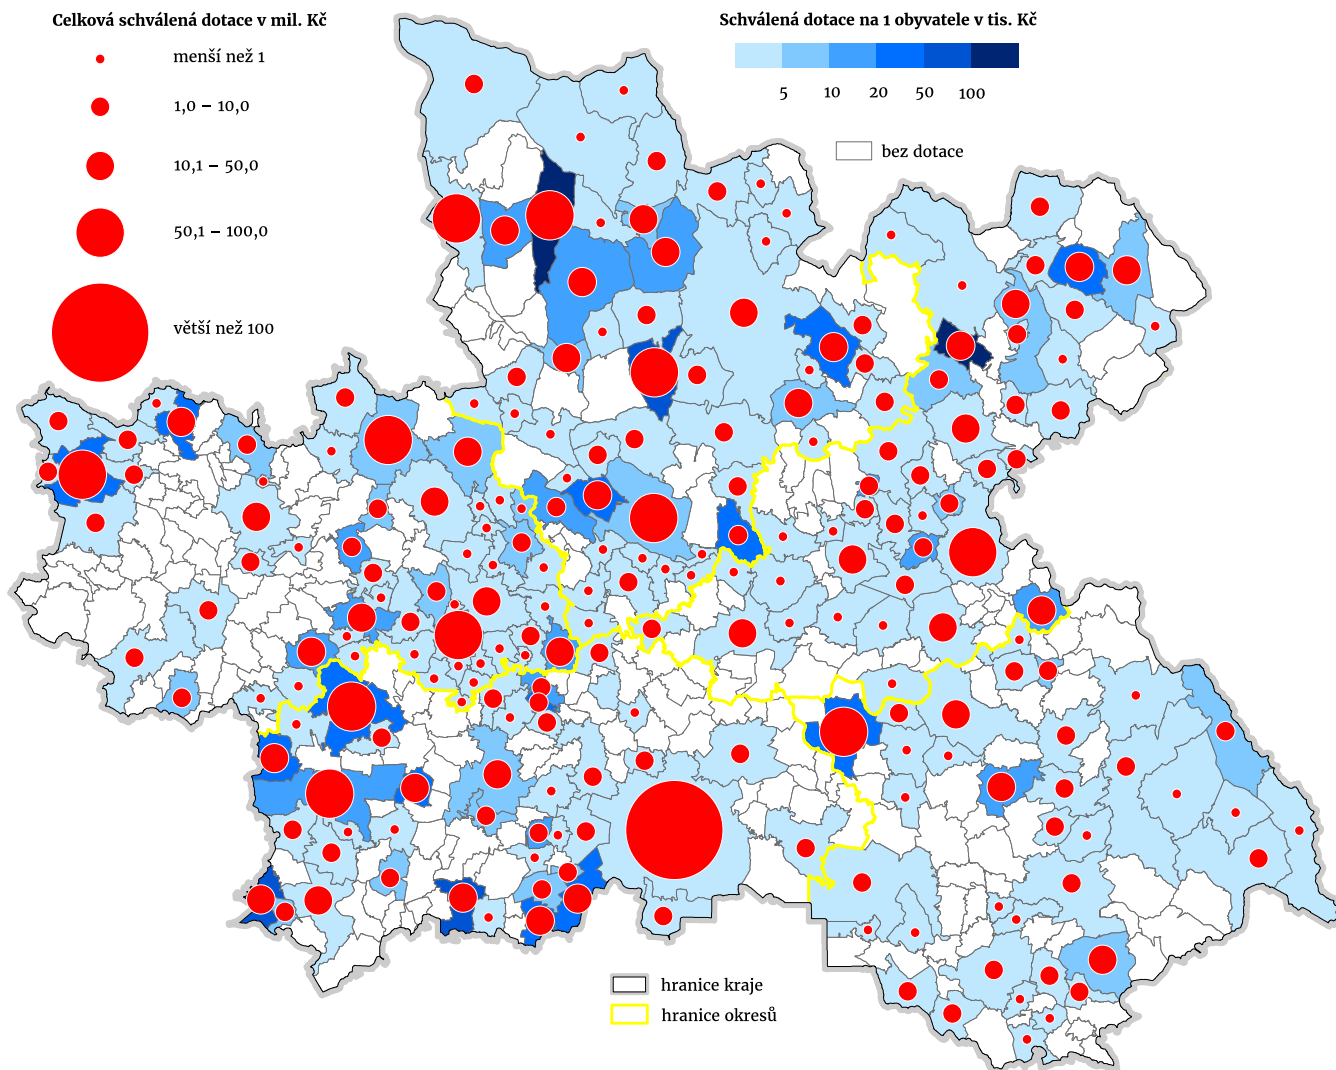 Celková schválená dotace v mil. Kč
menší než 1
1,0 – 10,0
10,1 – 50,0
50,1 – 100,0
větší než 100
Schválená dotace na 1 obyvatele v tis. Kč
5 10 20 50 100
bez dotace
hranice kraje
hranice okresů